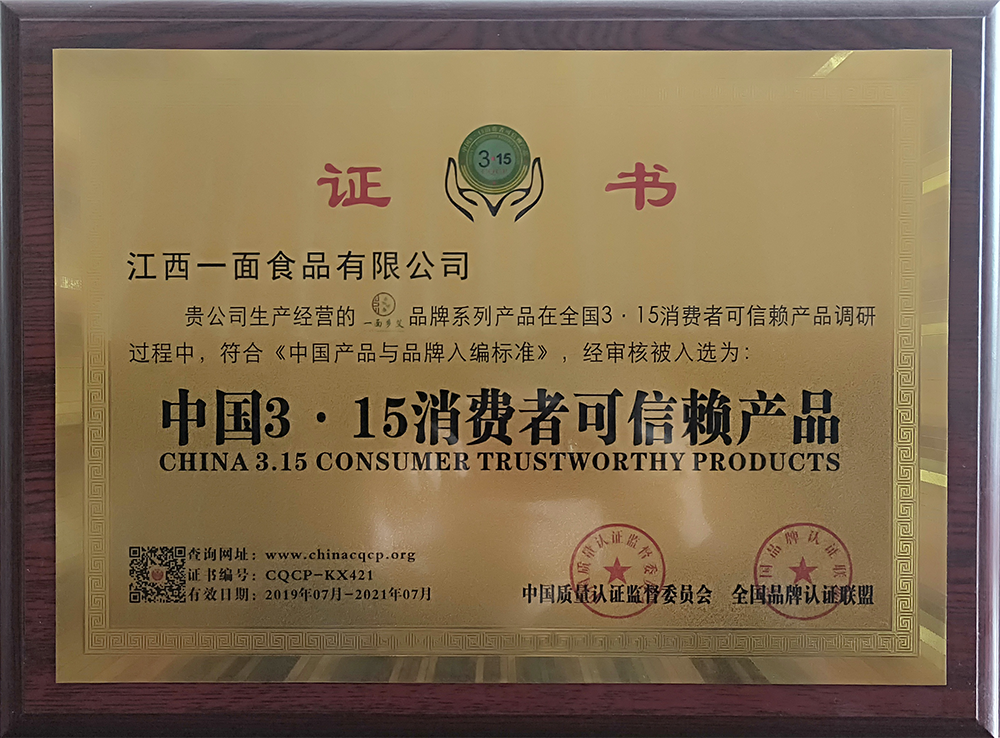 证 3·15 书
江西一面食品有限公司
贵公司生产经营的 品牌系列产品在全国3·15消费者可信赖产品调研
过程中，符合《中国产品与品牌入编标准》，经审核被入选为：
中国3·15消费者可信赖产品
CHINA 3.15 CONSUMER TRUSTWORTHY PRODUCTS
查询网址：www.chinacqcp.org
证书编号：CQCP-KX421
有效日期：2019年07月-2021年07月
中国质量认证监督委员会 全国品牌认证联盟